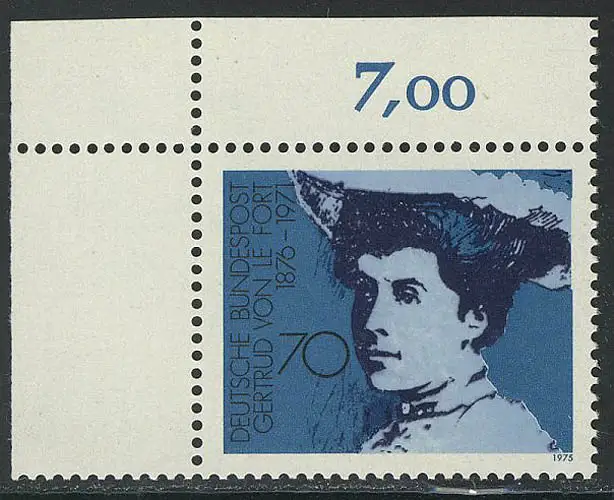 7,00
DEUTSCHE BUNDESPOST
GERTRUD VON LE FORT
1876–1971
70
1975